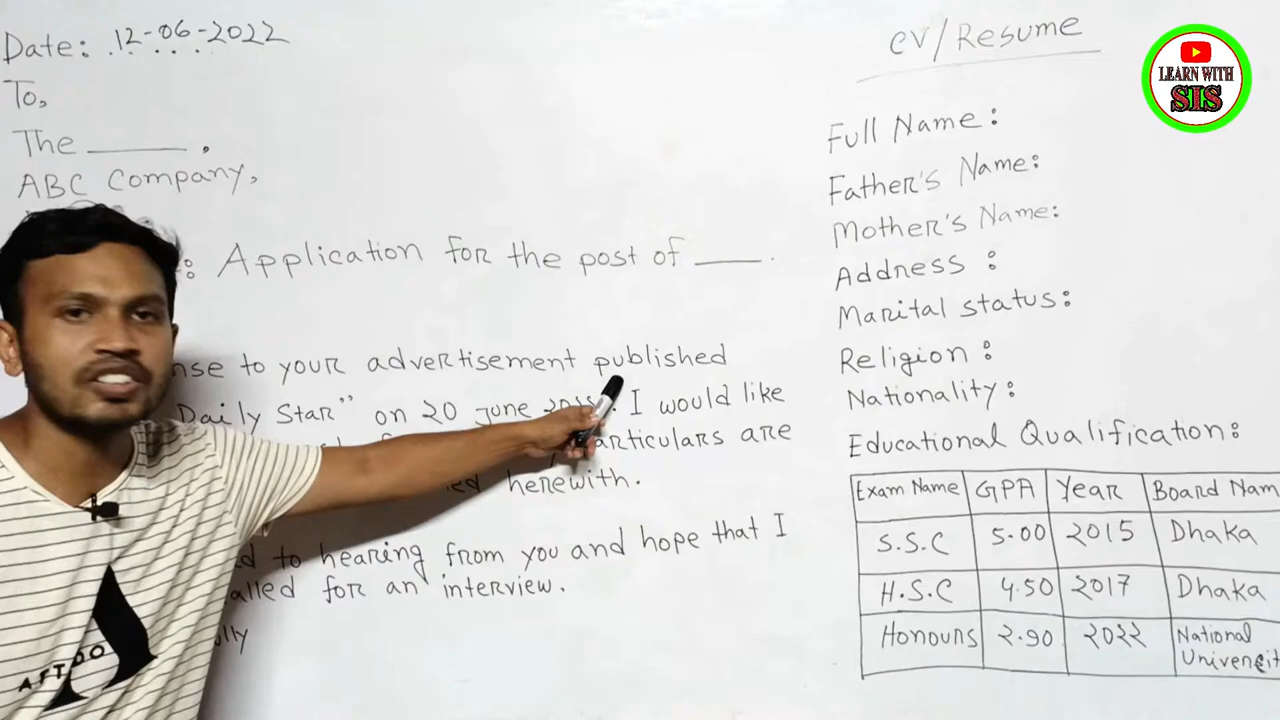 Date: 12-06-2022
To,
The ______.
ABC Company,
: Application for the post of ____.
nse to your advertisement published
Daily Star" on 20 June 2022. I would like
articulars are
ed herewith.
d to hearing from you and hope that I
alled for an interview.
lly
CV/Resume
Full Name:
Father's Name:
Mother's Name:
Address :
Marital status:
Religion :
Nationality:
Educational Qualification:
Exam Name GPA Year Board Nam
S.S.C 5.00 2015 Dhaka
H.S.C 4.50 2017 Dhaka
Honours 2.90 2022 National
Universit
LEARN WITH
SIS
AFTDO